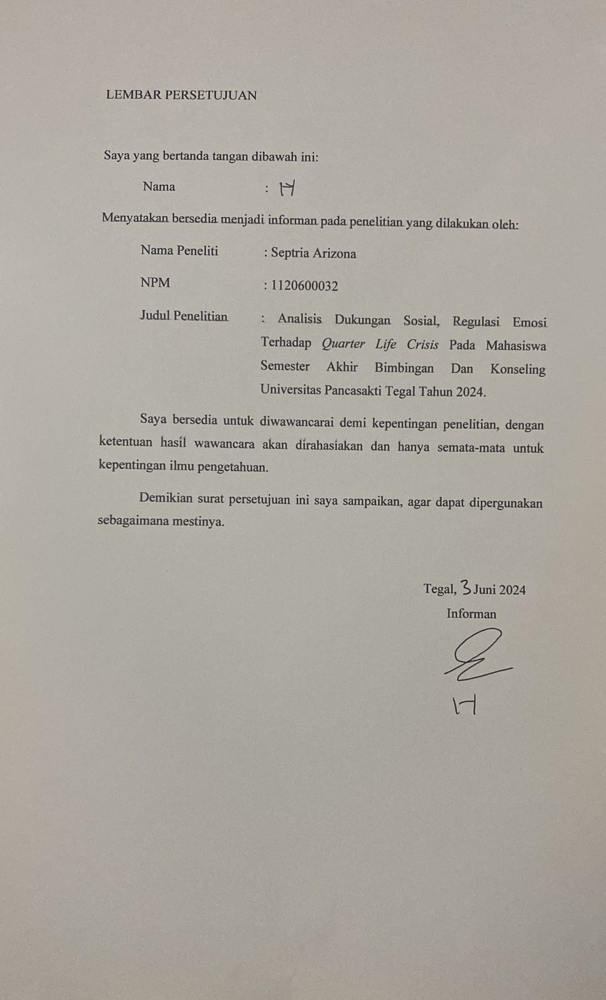 LEMBAR PERSETUJUAN
Saya yang bertanda tangan dibawah ini:
Nama : H
Menyatakan bersedia menjadi informan pada penelitian yang dilakukan oleh:
Nama Peneliti : Septria Arizona
NPM : 1120600032
Judul Penelitian : Analisis Dukungan Sosial, Regulasi Emosi
Terhadap Quarter Life Crisis Pada Mahasiswa
Semester Akhir Bimbingan Dan Konseling
Universitas Pancasakti Tegal Tahun 2024.
Saya bersedia untuk diwawancarai demi kepentingan penelitian, dengan
ketentuan hasil wawancara akan dirahasiakan dan hanya semata-mata untuk
kepentingan ilmu pengetahuan.
Demikian surat persetujuan ini saya sampaikan, agar dapat dipergunakan
sebagaimana mestinya.
Tegal, 3 Juni 2024
Informan
H